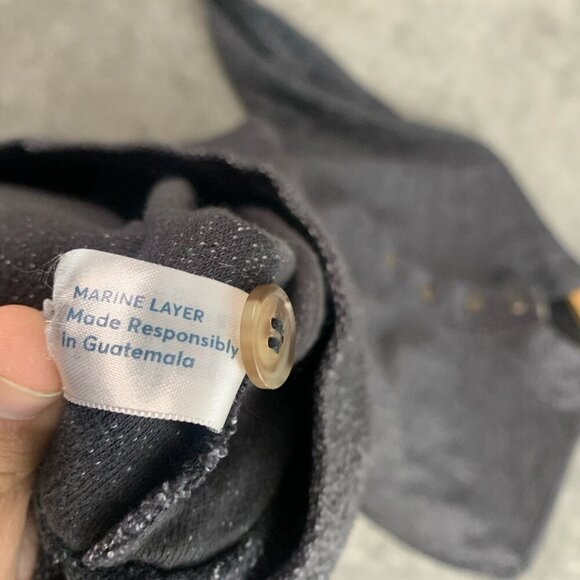 MARINE LAYER
Made Responsibly
in Guatemala